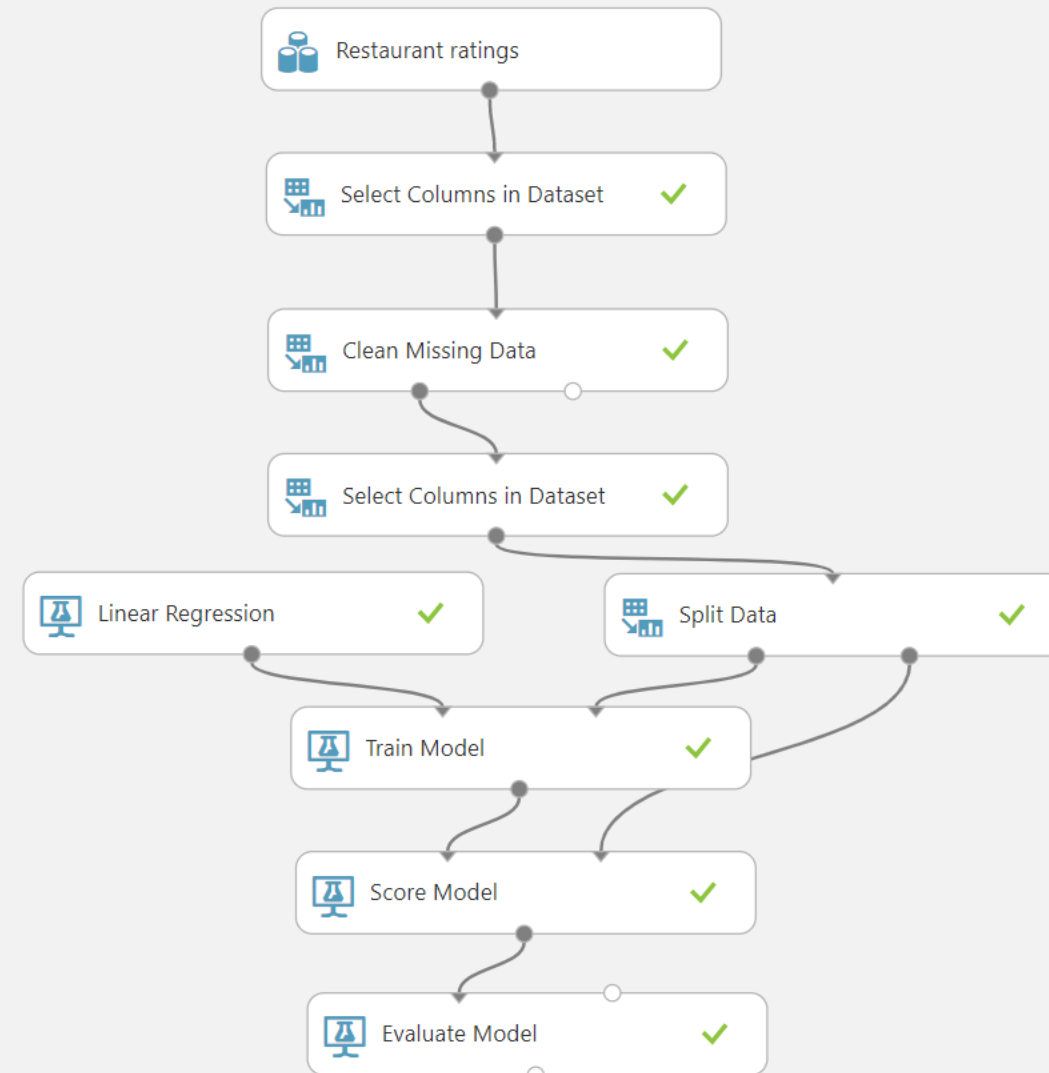 Restaurant ratings
Select Columns in Dataset
Clean Missing Data
Select Columns in Dataset
Linear Regression
Split Data
Train Model
Score Model
Evaluate Model